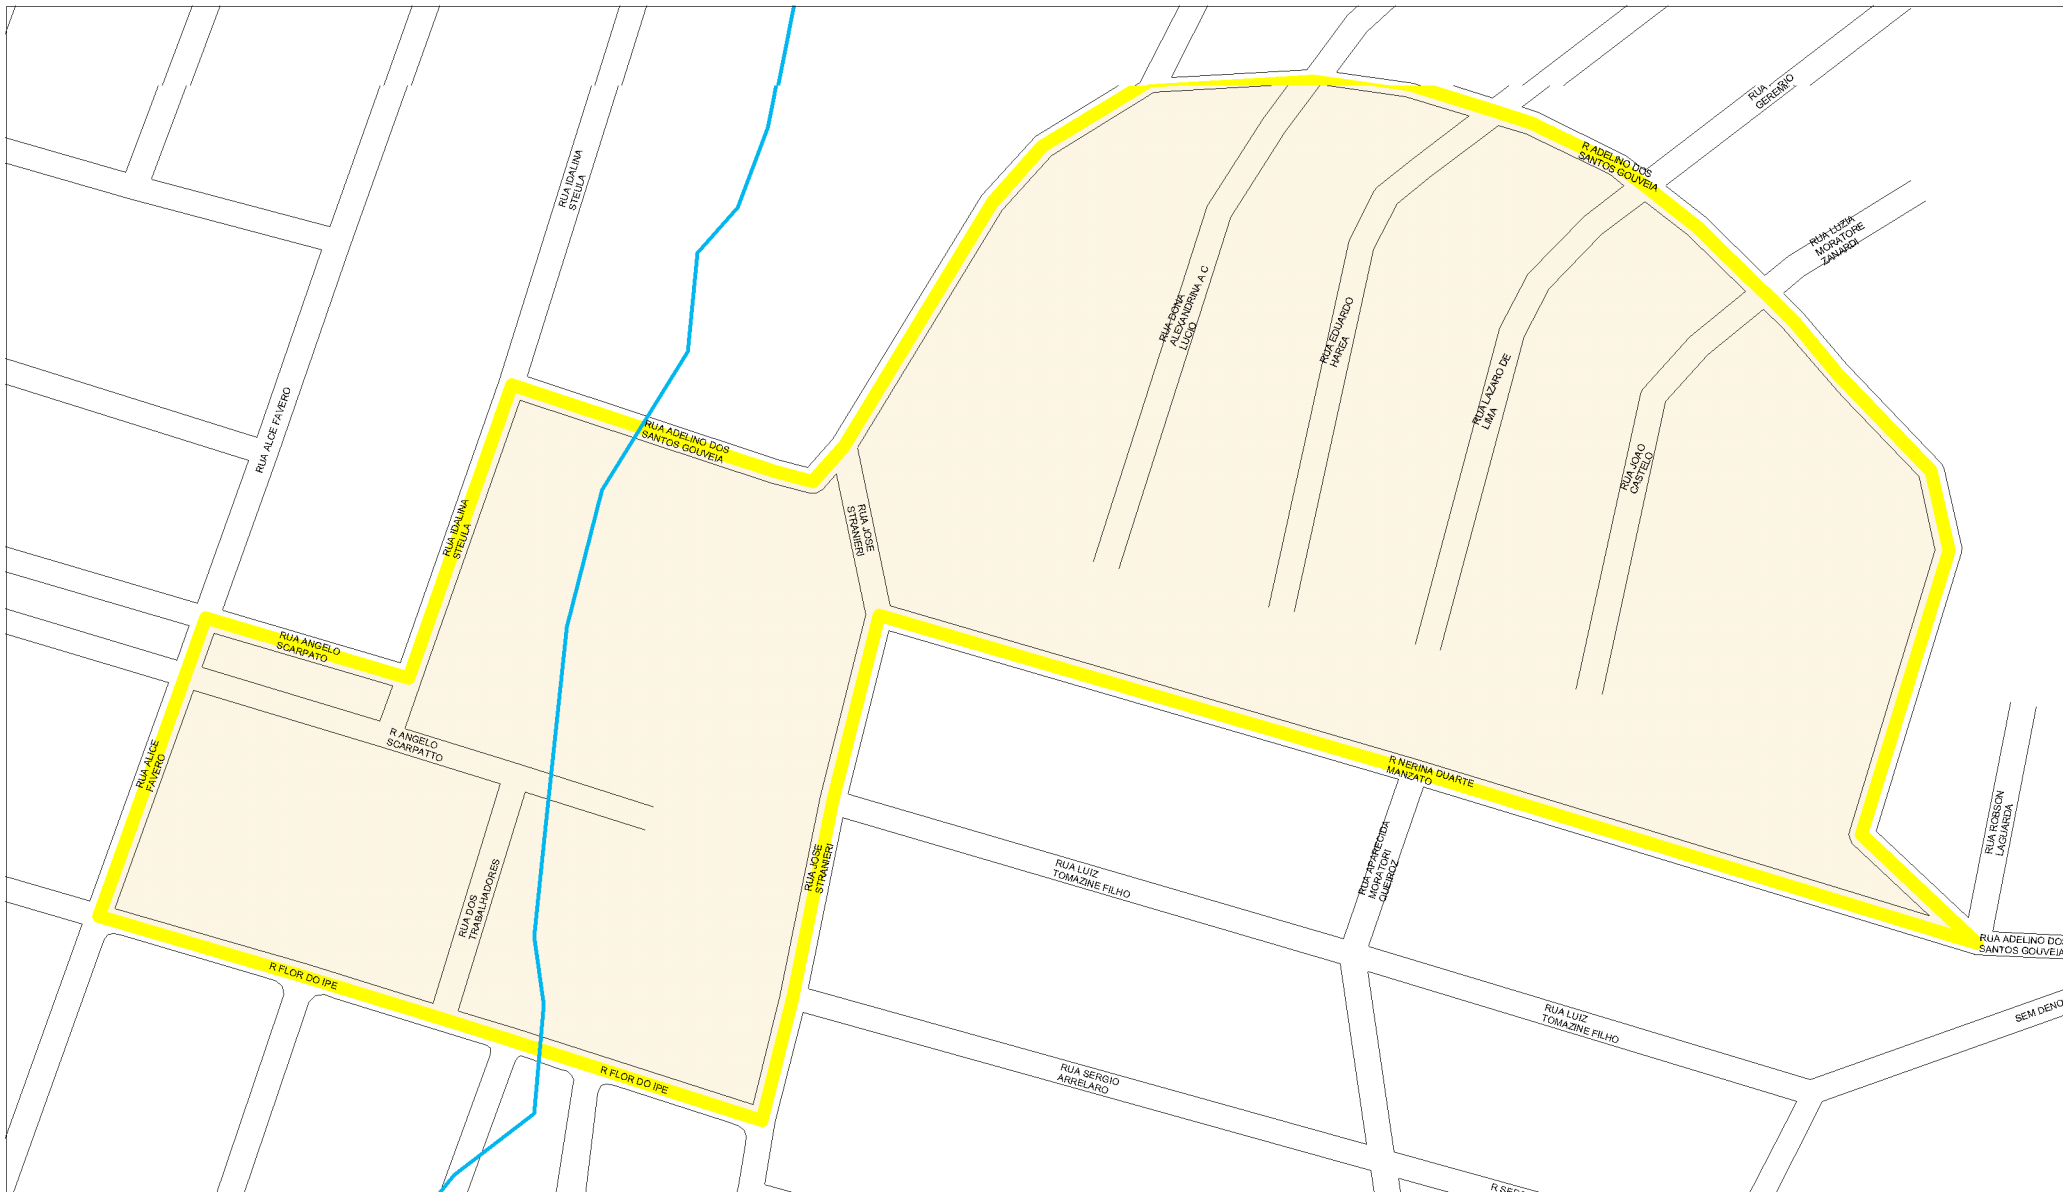 RUA
GEREMIO
R ADELINO DOS
SANTOS GOUVEIA
RUA IDALINA
STEULA
RUA LUZIA
MORATORE
ZANARDI
RUA DONA
ALEXANDRINA A C
LUCIO
RUA EDUARDO
HAREA
RUA LAZARO DE
LIMA
RUA ALCE FAVERO
RUA ADELINO DOS
SANTOS GOUVEIA
RUA JOAO
CASTELO
RUA IDALINA
STEULA
RUA JOSE
STRANIERI
RUA ANGELO
SCARPATO
R ANGELO
SCARPATTO
RUA ALICE
FAVERO
R NERINA DUARTE
MANZATO
RUA ROBSON
LAGUARDA
RUA JOSE
STRANIERI
RUA LUIZ
TOMAZINE FILHO
RUA APARECIDA
MORATORI
QUEIROZ
RUA DOS
TRABALHADORES
RUA ADELINO DOS
SANTOS GOUVEIA
R FLOR DO IPE
RUA LUIZ
TOMAZINE FILHO
SEM DENO
R FLOR DO IPE
RUA SERGIO
ARRELARO